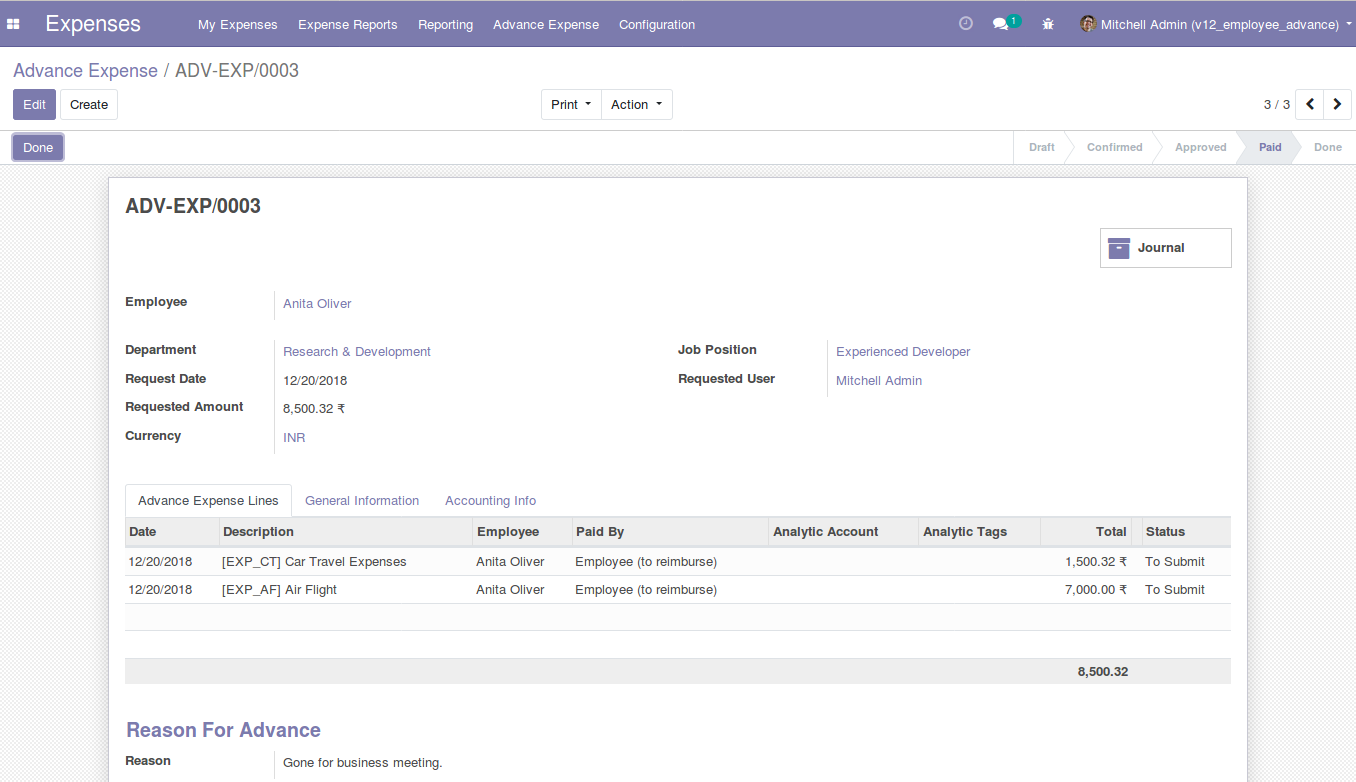 Expenses My Expenses Expense Reports Reporting Advance Expense Configuration 1 Mitchell Admin (v12_employee_advance)
Advance Expense / ADV-EXP/0003
Edit Create Print Action 3 / 3
Done Draft Confirmed Approved Paid Done
ADV-EXP/0003
Journal
Employee Anita Oliver
Department Research & Development Job Position Experienced Developer
Request Date 12/20/2018 Requested User Mitchell Admin
Requested Amount 8,500.32 ₹
Currency INR
Advance Expense Lines General Information Accounting Info
Date Description Employee Paid By Analytic Account Analytic Tags Total Status
12/20/2018 [EXP_CT] Car Travel Expenses Anita Oliver Employee (to reimburse) 1,500.32 ₹ To Submit
12/20/2018 [EXP_AF] Air Flight Anita Oliver Employee (to reimburse) 7,000.00 ₹ To Submit
8,500.32
Reason For Advance
Reason Gone for business meeting.